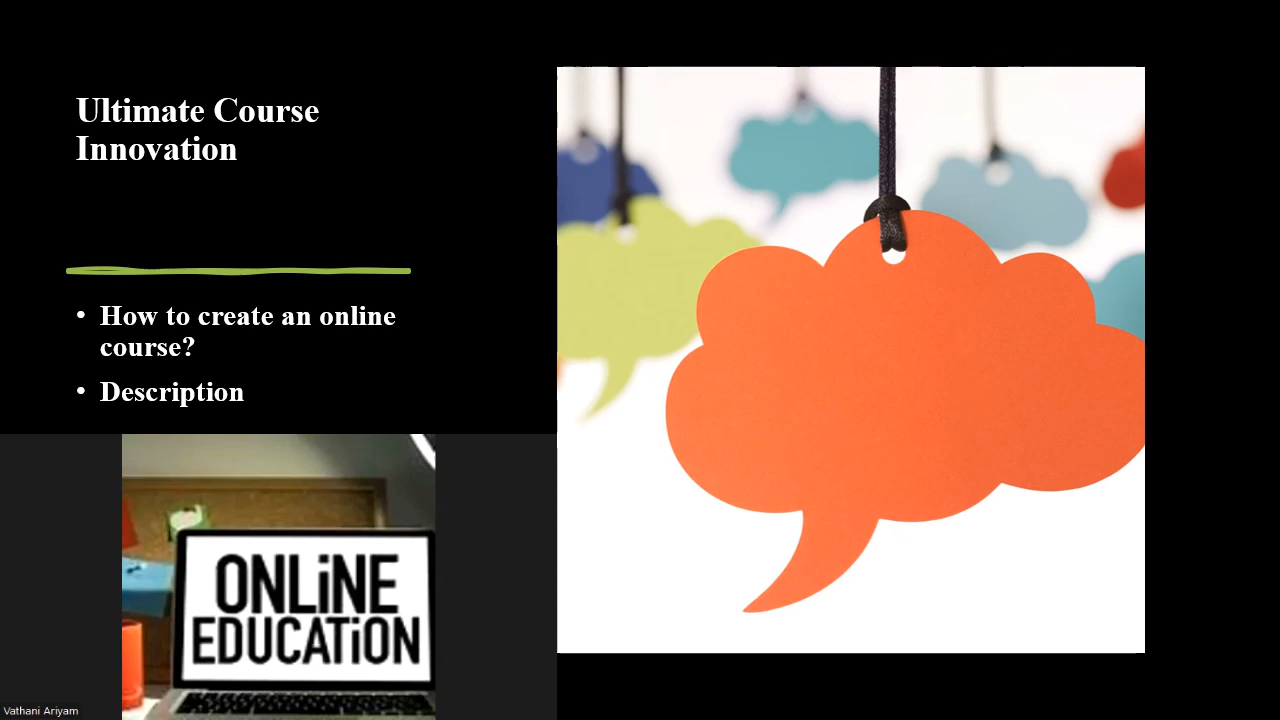 Ultimate Course
Innovation
• How to create an online
course?
• Description
ONLiNE
EDUCATiON
Vathani Ariyam